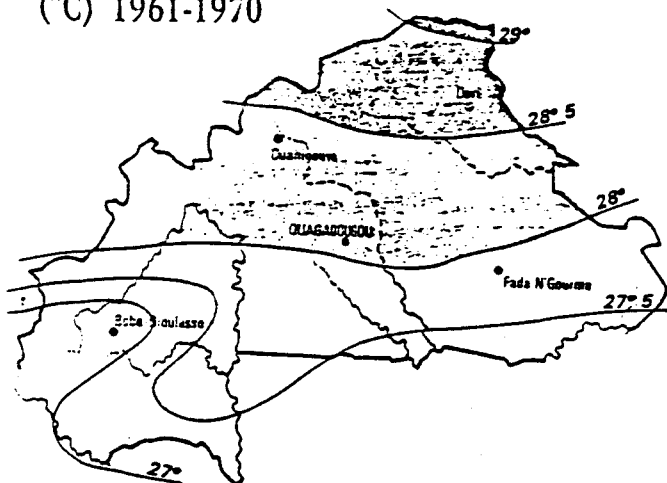 (°C) 1961-1970
29°
Dori
28° 5
Ouahigouya
28°
OUAGADOUGOU
Fada N'Gourma
27° 5
Bobo Dioulasso
27°